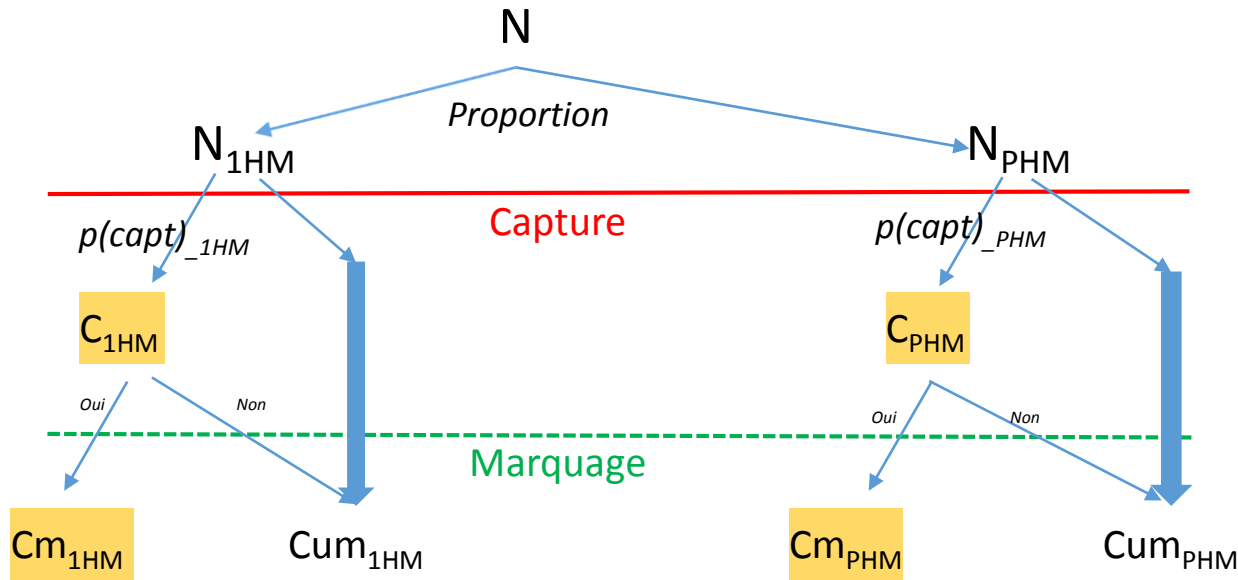 N
Proportion
N1HM NPHM
Capture
p(capt)_1HM p(capt)_PHM
C1HM CPHM
Oui Non Oui Non
Marquage
Cm1HM Cum1HM CmPHM CumPHM